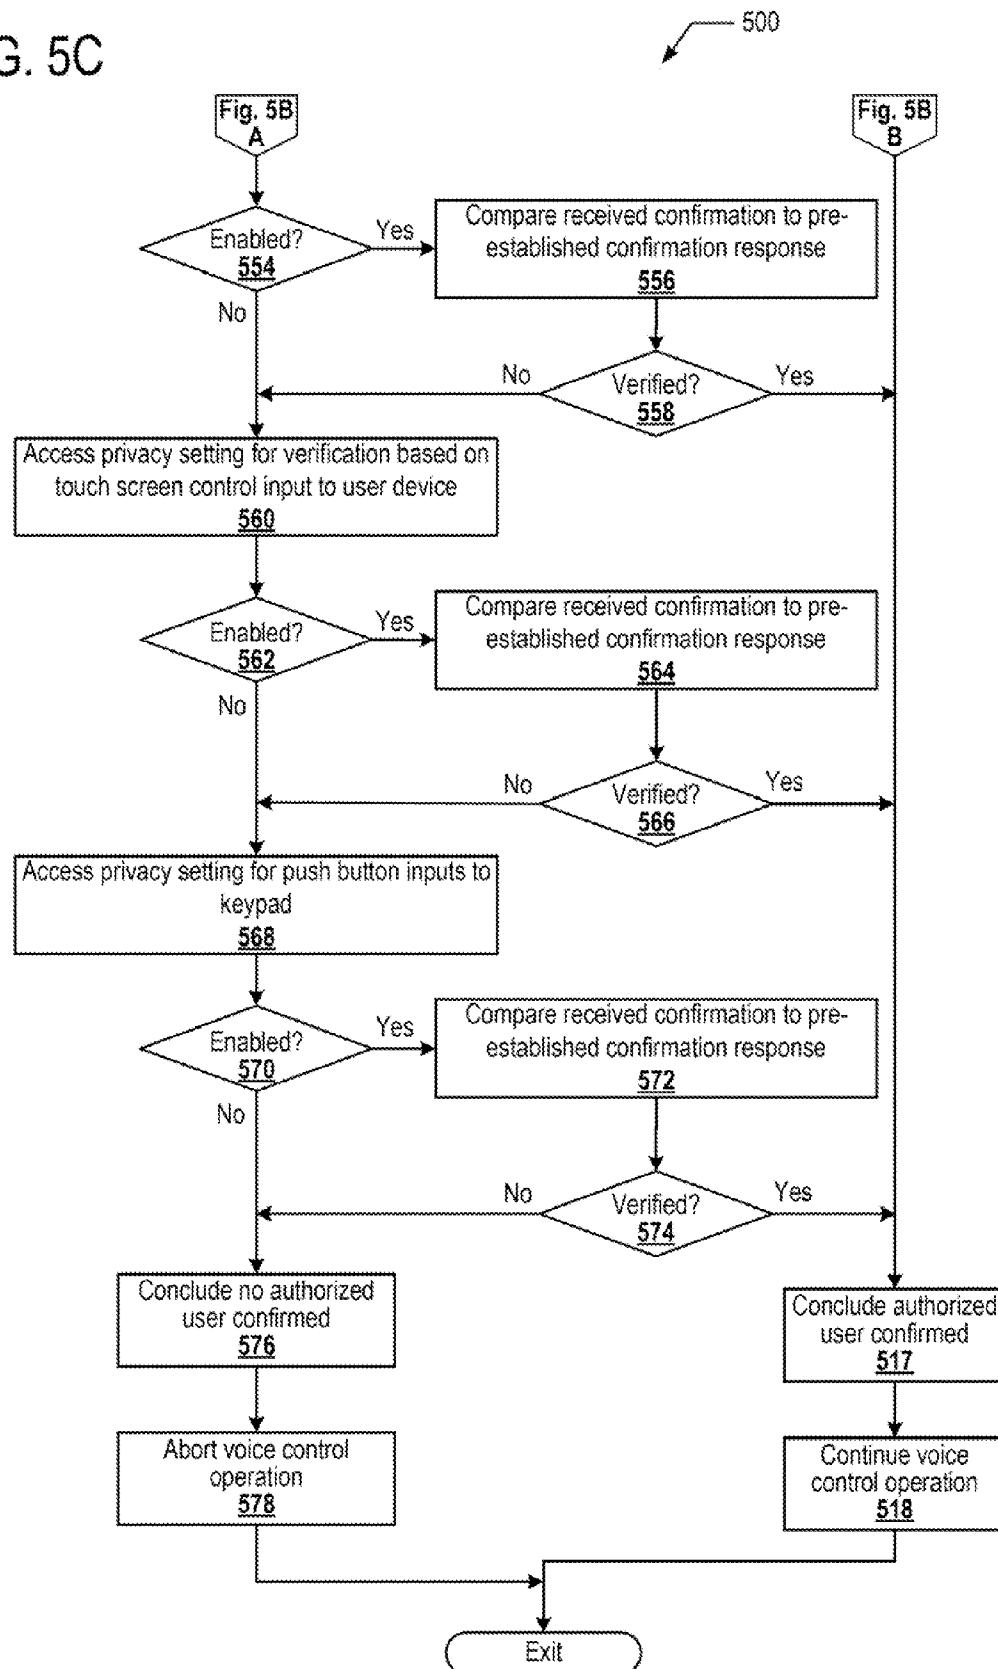 G. 5C
500
Fig. 5B
A
Fig. 5B
B
Enabled?
554
Yes
No
Compare received confirmation to pre-
established confirmation response
556
No
Verified?
558
Yes
Access privacy setting for verification based on
touch screen control input to user device
560
Enabled?
562
Yes
No
Compare received confirmation to pre-
established confirmation response
564
No
Verified?
566
Yes
Access privacy setting for push button inputs to
keypad
568
Enabled?
570
Yes
No
Compare received confirmation to pre-
established confirmation response
572
No
Verified?
574
Yes
Conclude no authorized
user confirmed
576
Conclude authorized
user confirmed
517
Abort voice control
operation
578
Continue voice
control operation
518
Exit